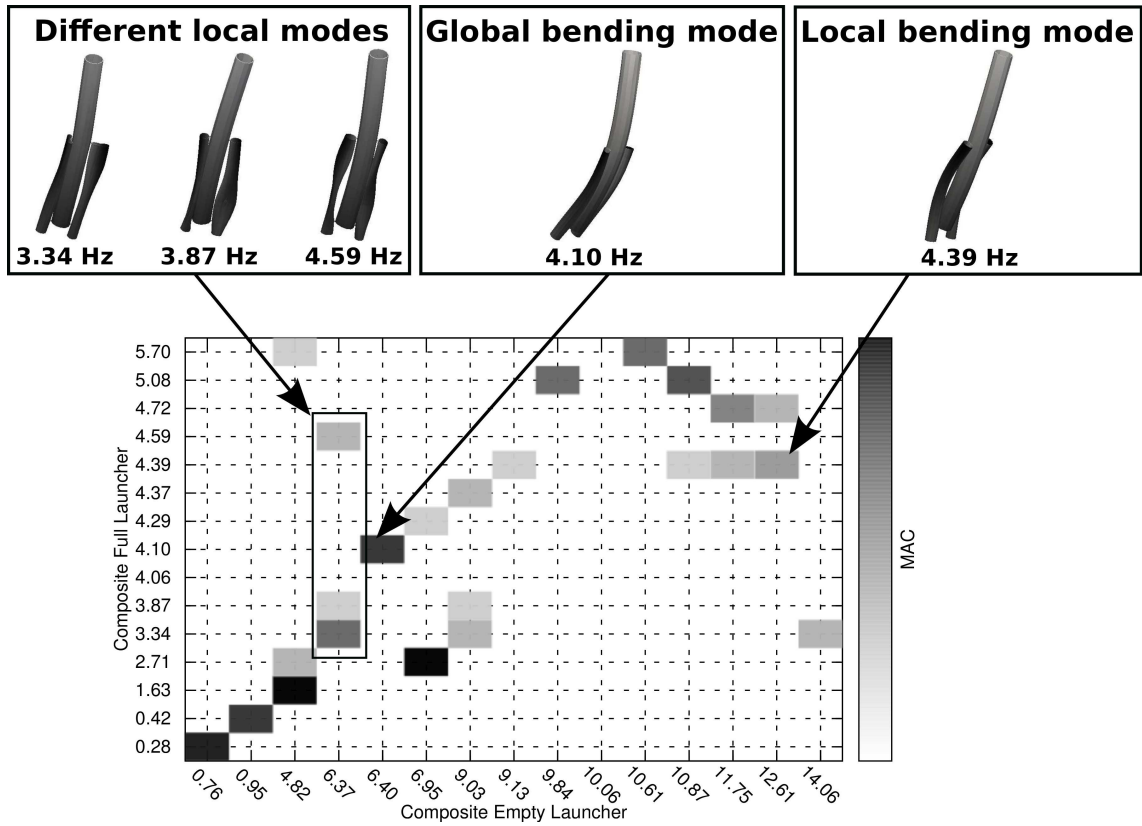 Different local modes
3.34 Hz 3.87 Hz 4.59 Hz
Global bending mode
4.10 Hz
Local bending mode
4.39 Hz
Composite Full Launcher
5.70
5.08
4.72
4.59
4.39
4.37
4.29
4.10
4.06
3.87
3.34
2.71
1.63
0.42
0.28
0.76 0.95 4.82 6.37 6.40 6.95 9.03 9.13 9.84 10.06 10.61 10.87 11.75 12.61 14.06
Composite Empty Launcher
MAC